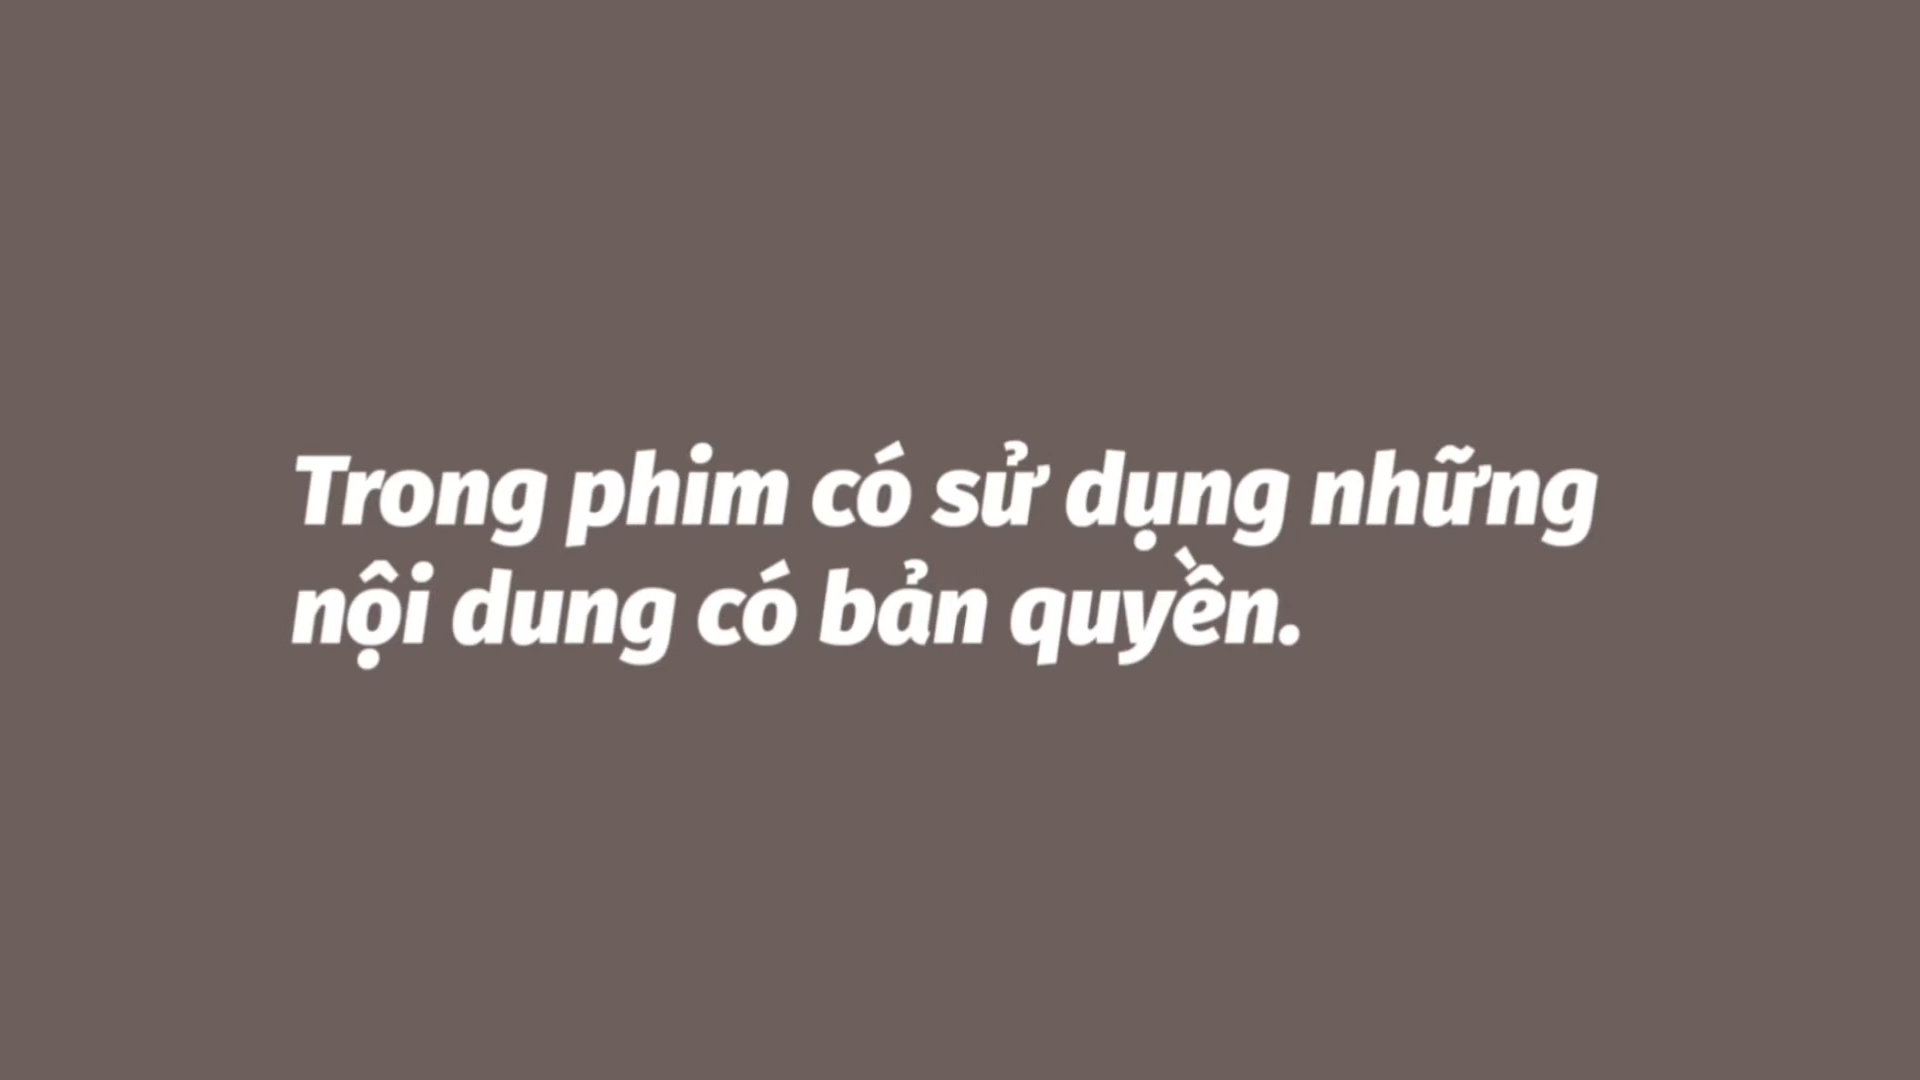 Trong phim có sử dụng những
nội dung có bản quyền.